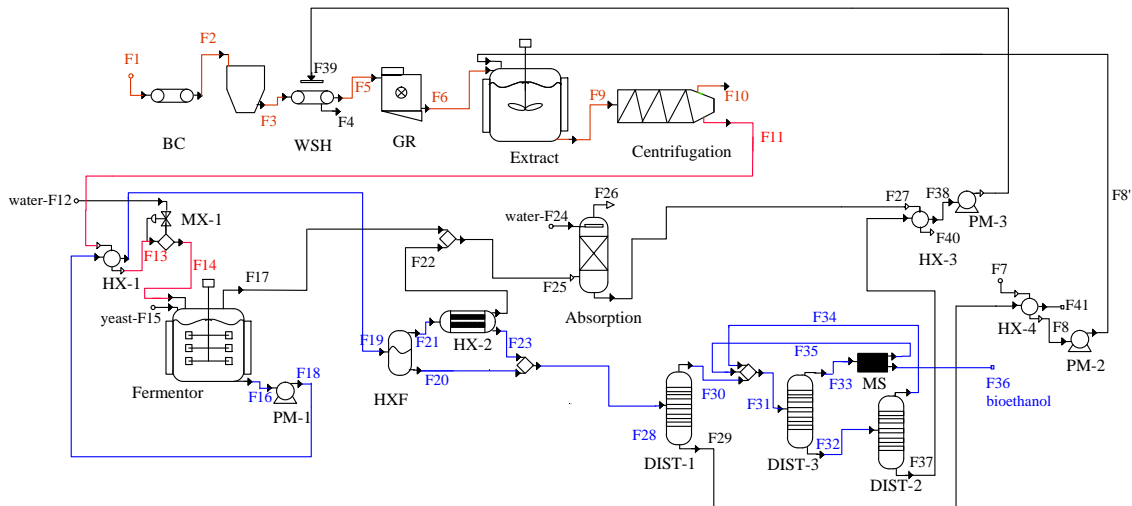 F1
F2
F3
BC
F39
F4
WSH
F5
GR
F6
Extract
F9
F10
Centrifugation
F11
F8'
water-F12
MX-1
F13
HX-1
F14
F17
yeast-F15
Fermentor
F16
F18
PM-1
F22
F26
water-F24
F25
Absorption
F27
F38
PM-3
F40
HX-3
F7
F41
HX-4
F8
PM-2
F19
F21
HX-2
F23
F20
HXF
F34
F35
F30
F31
F33
MS
F36
bioethanol
F28
F29
F32
F37
DIST-1
DIST-3
DIST-2